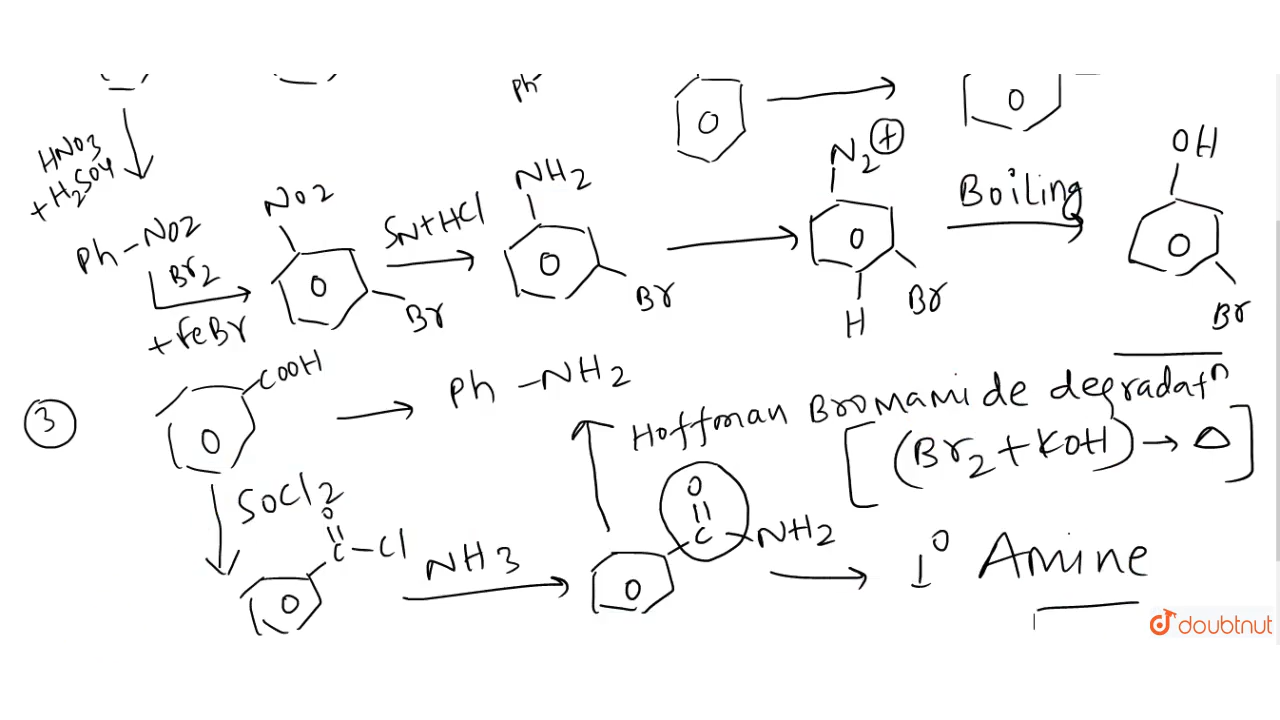 Ph
HNO3
+H2SO4
Ph-NO2
Br2
+FeBr
NO2
Br
Sn+HCl
NH2
Br
N2+
H
Br
Boiling
OH
Br
3
COOH
Ph-NH2
Hoffman Bromamide degradatn
[(Br2+KOH)→Δ]
SOCl2
O
C-Cl
NH3
O
C
NH2
1° Amine
doubtnut